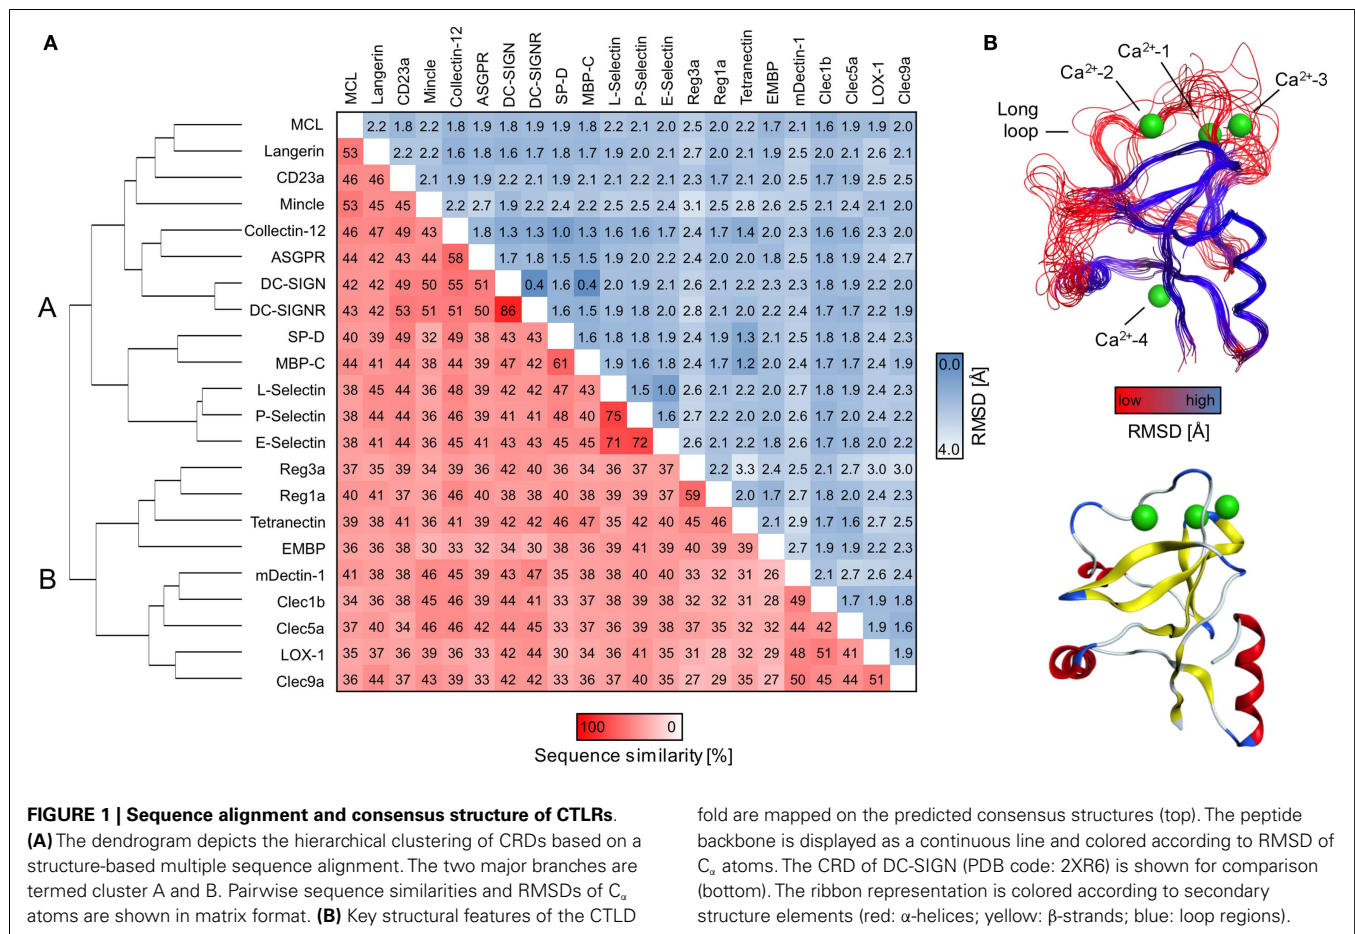 A
MCL
Langerin
CD23a
Mincle
Collectin-12
ASGPR
DC-SIGN
DC-SIGNR
SP-D
MBP-C
L-Selectin
P-Selectin
E-Selectin
Reg3a
Reg1a
Tetranectin
EMBP
mDectin-1
Clec1b
Clec5a
LOX-1
Clec9a
MCL 2.2 1.8 2.2 1.8 1.9 1.8 1.9 1.9 1.8 2.2 2.1 2.0 2.5 2.0 2.2 1.7 2.1 1.6 1.9 1.9 2.0
Langerin 53 2.2 2.2 1.6 1.8 1.6 1.7 1.8 1.7 1.9 2.0 2.1 2.7 2.0 2.1 1.9 2.5 2.0 2.1 2.6 2.1
CD23a 46 46 2.1 1.9 1.9 2.2 2.1 1.9 2.1 2.1 2.2 2.1 2.3 1.7 2.1 2.0 2.5 1.7 1.9 2.5 2.5
Mincle 53 45 45 2.2 2.7 1.9 2.2 2.4 2.2 2.5 2.5 2.4 3.1 2.5 2.8 2.6 2.5 2.1 2.4 2.1 2.0
Collectin-12 46 47 49 43 1.8 1.3 1.3 1.0 1.3 1.6 1.6 1.7 2.4 1.7 1.4 2.0 2.3 1.6 1.6 2.3 2.0
ASGPR 44 42 43 44 58 1.7 1.8 1.5 1.5 1.9 2.0 2.2 2.4 2.0 2.0 1.8 2.5 1.8 1.9 2.4 2.7
DC-SIGN 42 42 49 50 55 51 0.4 1.6 0.4 2.0 1.9 2.1 2.6 2.1 2.2 2.3 2.3 1.8 1.9 2.2 2.0
DC-SIGNR 43 42 53 51 51 50 86 1.6 1.5 1.9 1.8 2.0 2.8 2.1 2.0 2.2 2.4 1.7 1.7 2.2 1.9
SP-D 40 39 49 32 49 38 43 43 1.6 1.8 1.8 1.9 2.4 1.9 1.3 2.1 2.5 1.8 1.8 2.3 2.4
MBP-C 44 41 44 38 44 39 47 42 61 1.9 1.6 1.8 2.4 1.7 1.2 2.0 2.4 1.7 1.7 2.4 1.9
L-Selectin 38 45 44 36 48 39 42 42 47 43 1.5 1.0 2.6 2.1 2.2 2.2 2.7 1.8 1.9 2.4 2.3
P-Selectin 38 44 44 36 46 39 41 41 48 40 75 1.6 2.7 2.2 2.0 2.0 2.6 1.7 2.0 2.4 2.2
E-Selectin 38 41 44 36 45 41 43 43 45 45 71 72 2.6 2.1 2.2 1.8 2.6 1.7 1.8 2.0 2.2
Reg3a 37 35 39 34 39 36 42 40 36 34 36 37 37 2.2 3.3 2.4 2.5 2.1 2.7 3.0 3.0
Reg1a 40 41 37 36 46 40 38 38 40 38 39 39 37 59 2.0 1.7 2.7 1.8 2.0 2.4 2.3
Tetranectin 39 38 41 36 41 39 42 42 46 47 35 42 40 45 46 2.1 2.9 1.7 1.6 2.7 2.5
EMBP 36 36 38 30 33 32 34 30 38 36 39 41 39 40 39 39 2.7 1.9 1.9 2.2 2.3
mDectin-1 41 38 38 46 45 39 43 47 35 38 38 40 40 33 32 31 26 2.1 2.7 2.6 2.4
Clec1b 34 36 38 45 46 39 44 41 33 37 38 39 38 32 32 31 28 49 1.7 1.9 1.8
Clec5a 37 40 34 46 46 42 44 45 33 37 36 39 38 37 35 32 32 44 42 1.9 1.6
LOX-1 35 37 36 39 36 33 42 44 30 34 36 41 35 31 28 32 29 48 51 41 1.9
Clec9a 36 44 37 43 39 33 42 42 33 36 37 40 35 27 29 35 27 50 45 44 51
A
B
0.0
4.0
RMSD [Å]
100 0
Sequence similarity [%]
B
Ca2+-1
Ca2+-2
Ca2+-3
Long
loop
Ca2+-4
low high
RMSD [Å]
FIGURE 1 | Sequence alignment and consensus structure of CTLRs.
(A) The dendrogram depicts the hierarchical clustering of CRDs based on a
structure-based multiple sequence alignment. The two major branches are
termed cluster A and B. Pairwise sequence similarities and RMSDs of Cα
atoms are shown in matrix format. (B) Key structural features of the CTLD
fold are mapped on the predicted consensus structures (top). The peptide
backbone is displayed as a continuous line and colored according to RMSD of
Cα atoms. The CRD of DC-SIGN (PDB code: 2XR6) is shown for comparison
(bottom). The ribbon representation is colored according to secondary
structure elements (red: α-helices; yellow: β-strands; blue: loop regions).